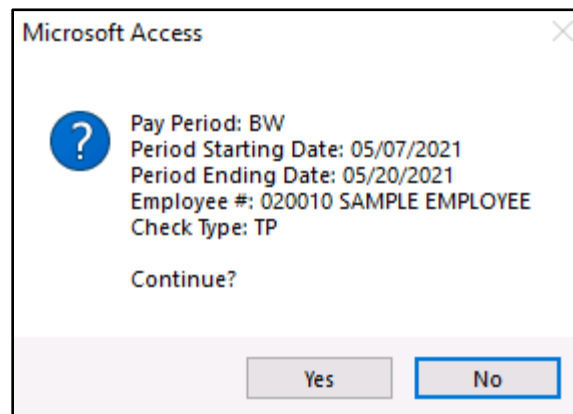 Microsoft Access
?
Pay Period: BW
Period Starting Date: 05/07/2021
Period Ending Date: 05/20/2021
Employee #: 020010 SAMPLE EMPLOYEE
Check Type: TP
Continue?
Yes No